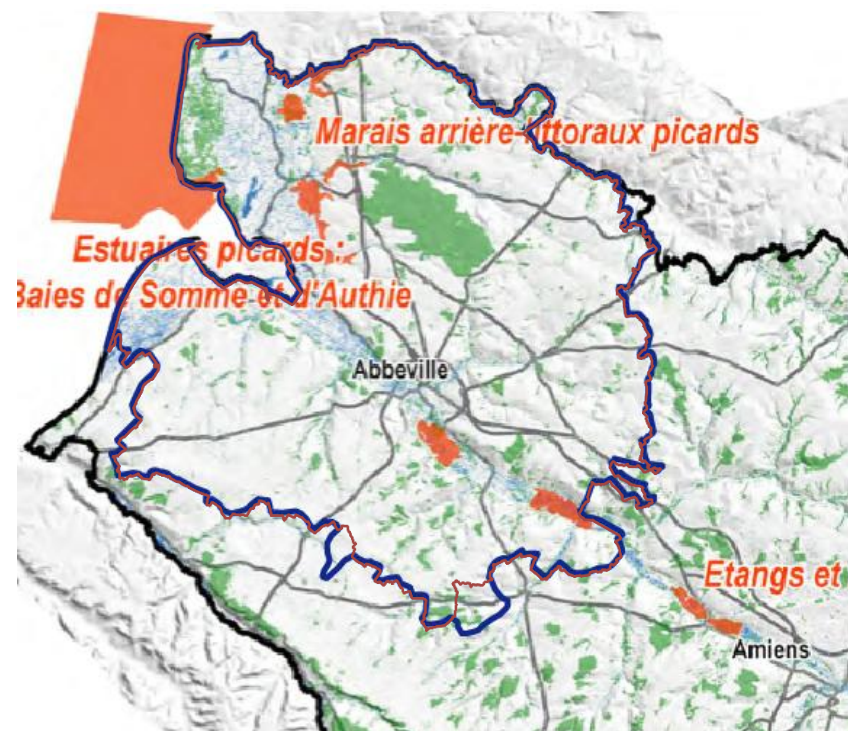 Marais arrière-littoraux picards
Estuaires picards :
Baies de Somme et d'Authie
Abbeville
Etangs et
Amiens